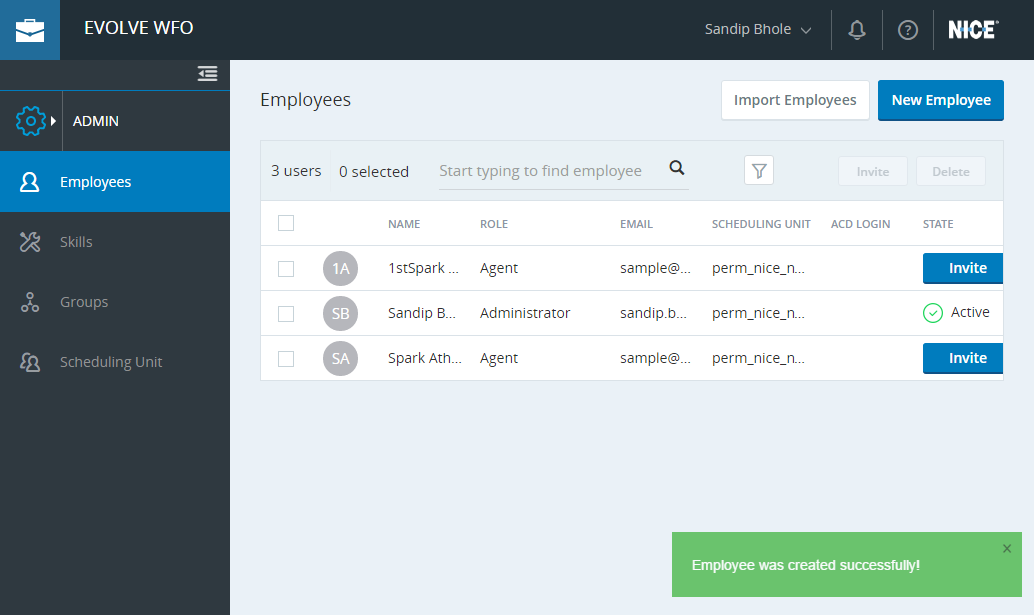 EVOLVE WFO
Sandip Bhole
?
NICE®
ADMIN
Employees
Skills
Groups
Scheduling Unit
Employees
Import Employees
New Employee
3 users 0 selected Start typing to find employee Invite Delete
NAME ROLE EMAIL SCHEDULING UNIT ACD LOGIN STATE
1A 1stSpark ... Agent sample@... perm_nice_n... Invite
SB Sandip B... Administrator sandip.b... perm_nice_n... Active
SA Spark Ath... Agent sample@... perm_nice_n... Invite
Employee was created successfully!